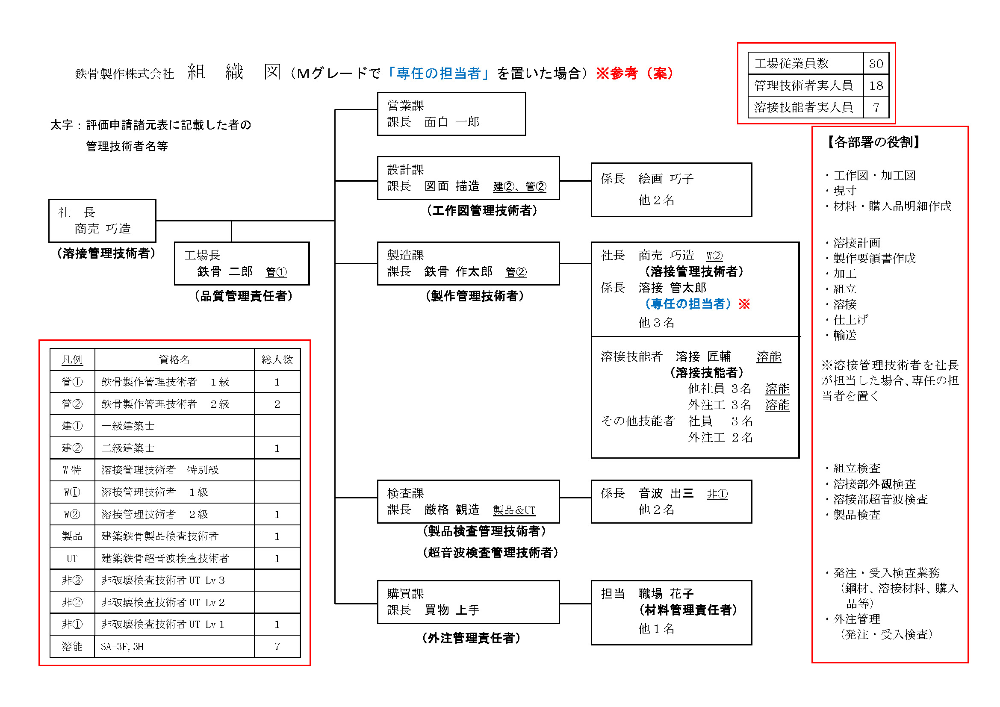 鉄骨製作株式会社　組　織　図（Mグレードで「専任の担当者」を置いた場合）※参考（案）
工場従業員数　30
管理技術者実人員　18
溶接技能者実人員　7
太字：評価申請諸元表に記載した者の
管理技術者名等
社　長
商売 巧造
（溶接管理技術者）
工場長
鉄骨 二郎　管①
（品質管理責任者）
営業課
課長　面白 一郎
設計課
課長　図面 描造　建②、管②
（工作図管理技術者）
係長　絵画 巧子
他２名
製造課
課長　鉄骨 作太郎　管②
（製作管理技術者）
社長　商売 巧造　W②
（溶接管理技術者）
係長　溶接 管太郎
（専任の担当者）※
他３名
溶接技能者　溶接 匠輔　溶能
（溶接技能者）
他社員 ３名　溶能
外注工 ３名　溶能
その他技能者　社員　３名
外注工 ２名
検査課
課長　厳格 観造　製品＆UT
（製品検査管理技術者）
（超音波検査管理技術者）
係長　音波 出三　非①
他２名
購買課
課長　買物 上手
（外注管理責任者）
担当　職場 花子
（材料管理責任者）
他１名
【各部署の役割】
・工作図・加工図
・現寸
・材料・購入品明細作成
・溶接計画
・製作要領書作成
・加工
・組立
・溶接
・仕上げ
・輸送
※溶接管理技術者を社長
が担当した場合、専任の担
当者を置く
・組立検査
・溶接部外観検査
・溶接部超音波検査
・製品検査
・発注・受入検査業務
（鋼材、溶接材料、購入
品等）
・外注管理
（発注・受入検査）
凡例　資格名　総人数
管①　鉄骨製作管理技術者　１級　1
管②　鉄骨製作管理技術者　２級　2
建①　一級建築士
建②　二級建築士　1
W特　溶接管理技術者　特別級
W①　溶接管理技術者　１級
W②　溶接管理技術者　２級　1
製品　建築鉄骨製品検査技術者　1
UT　建築鉄骨超音波検査技術者　1
非③　非破壊検査技術者 UT Lv３
非②　非破壊検査技術者 UT Lv２
非①　非破壊検査技術者 UT Lv１　1
溶能　SA-3F,3H　7